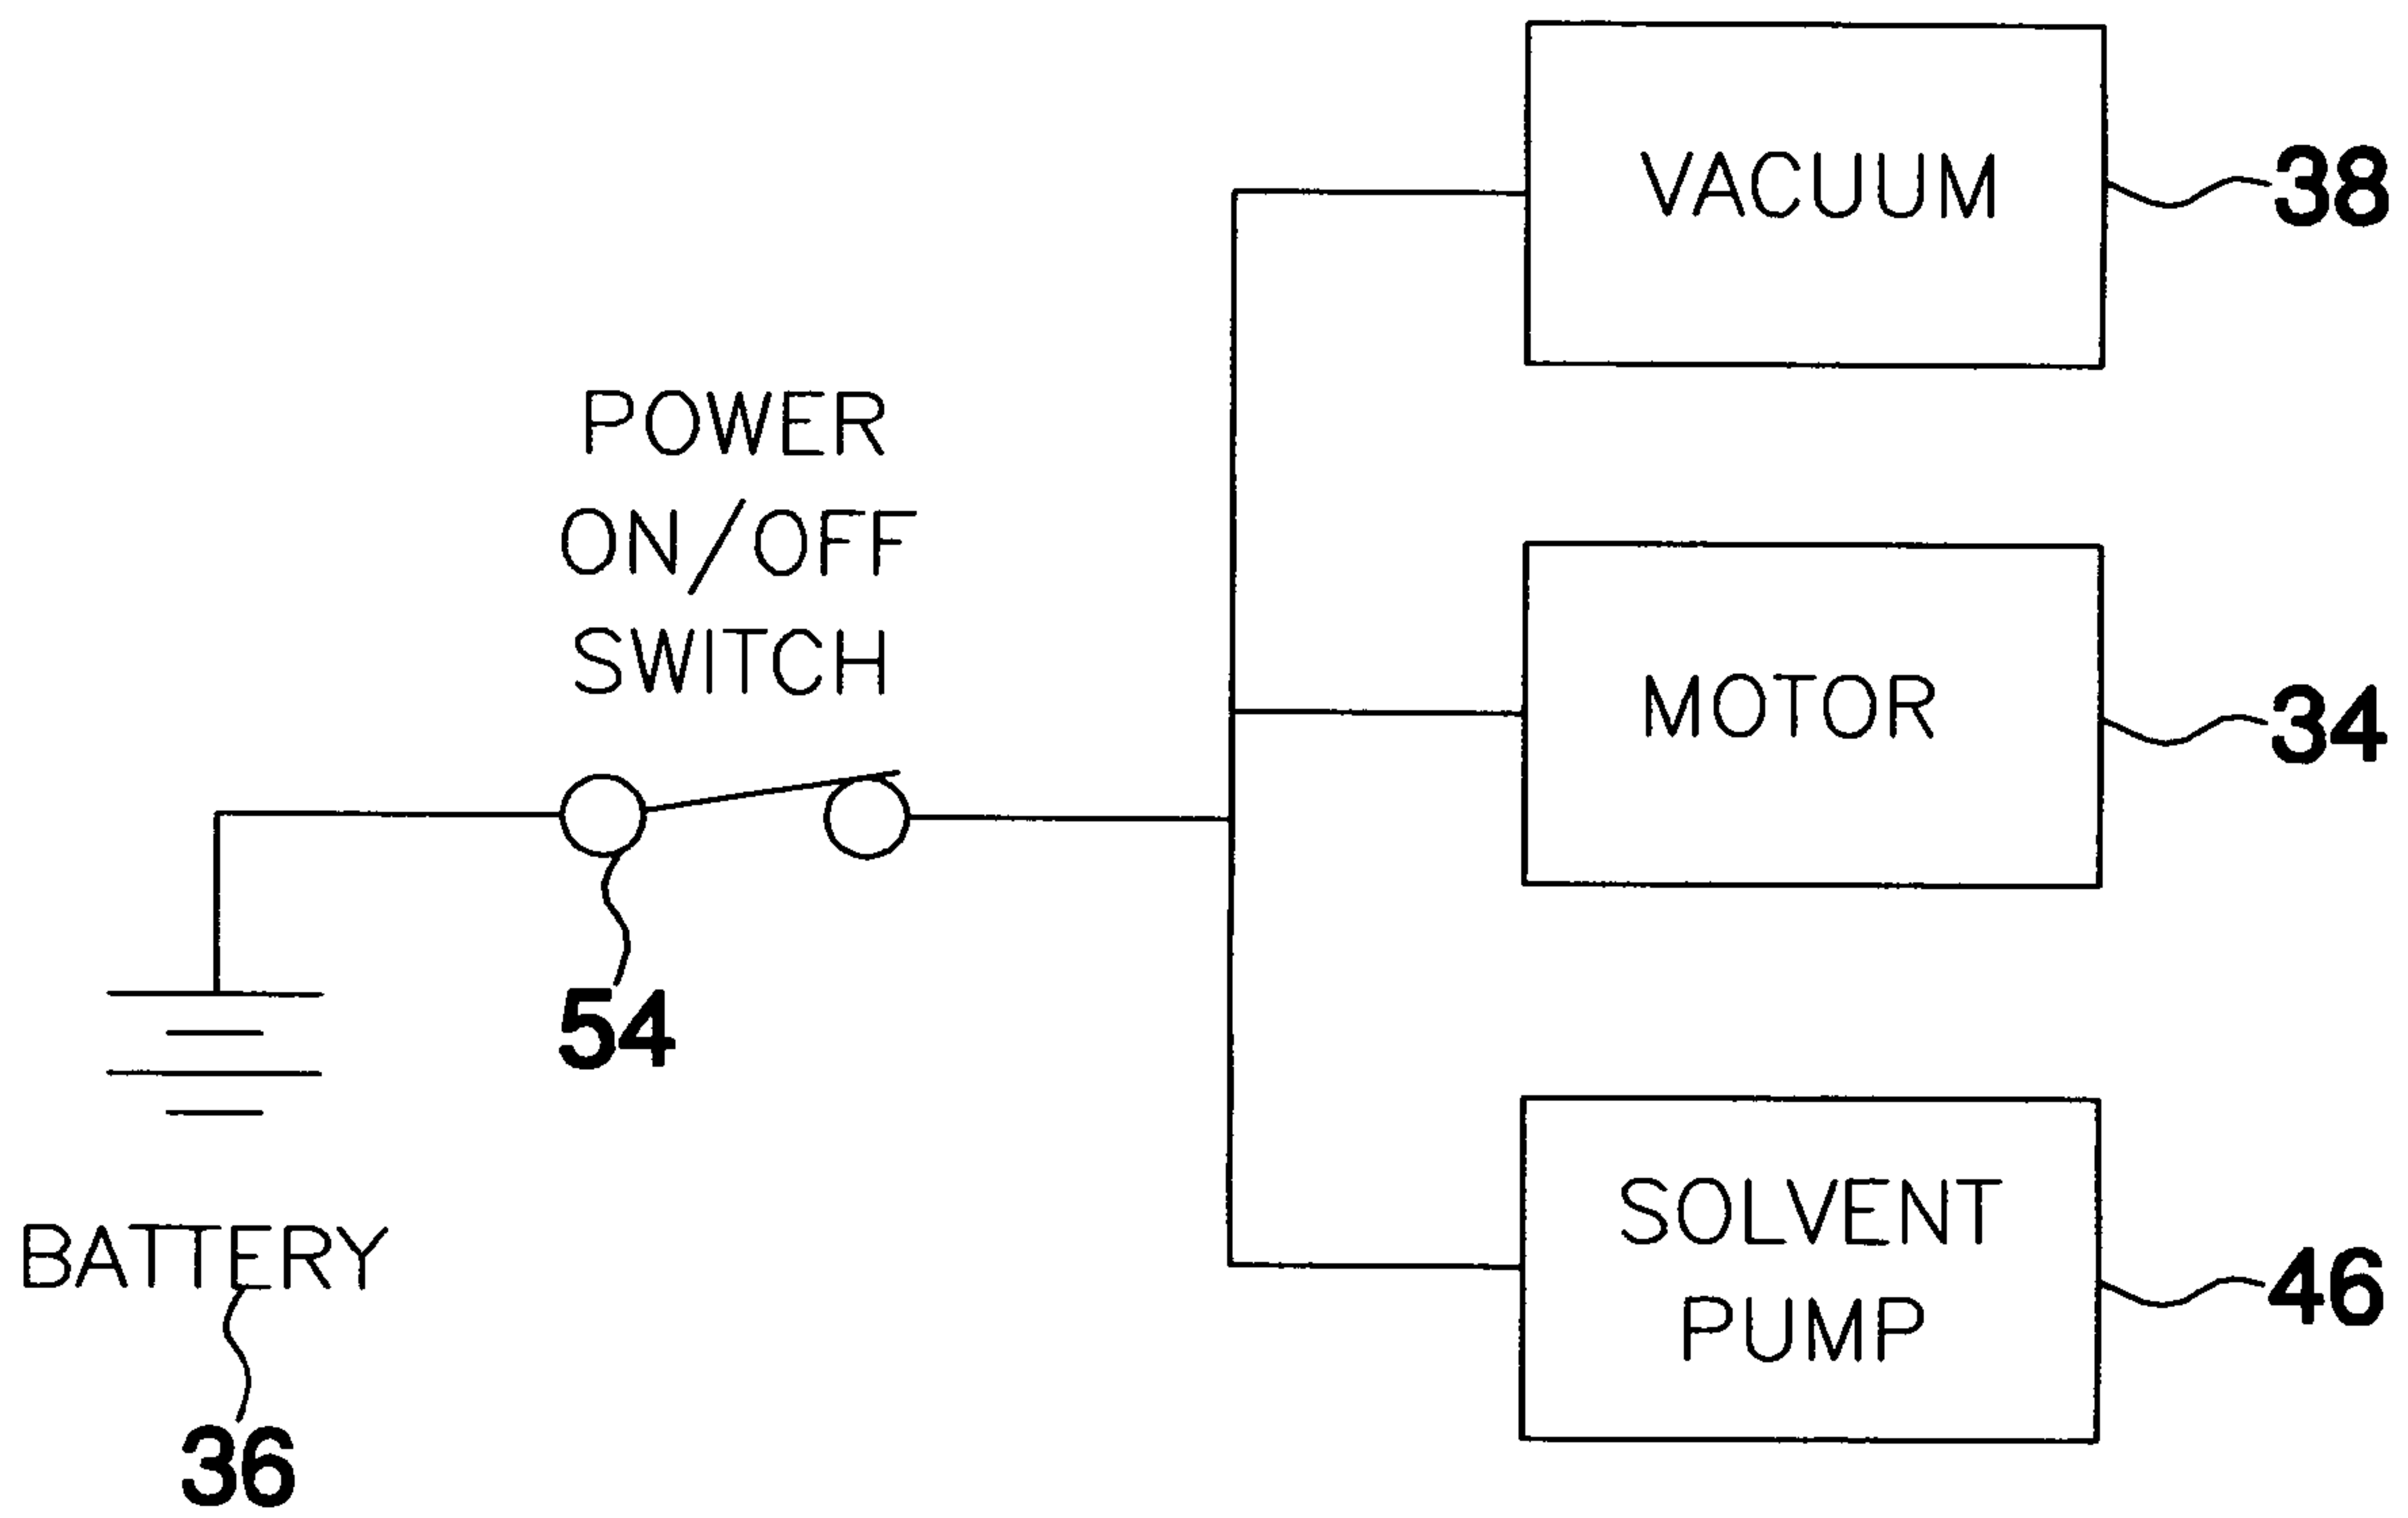 VACUUM
38
POWER
ON/OFF
SWITCH
MOTOR
34
54
SOLVENT
PUMP
46
BATTERY
36